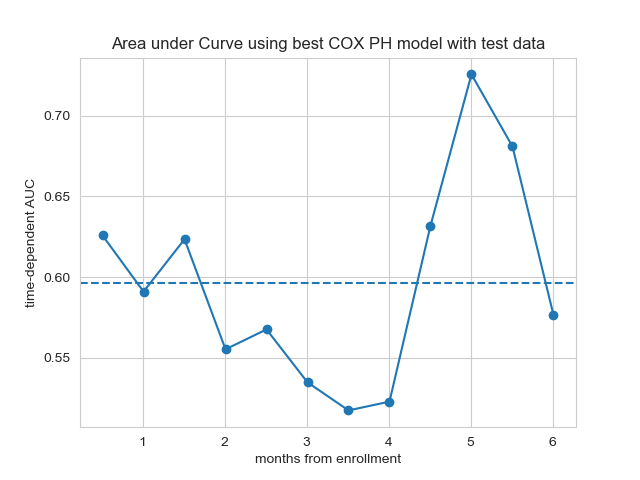 Area under Curve using best COX PH model with test data
time-dependent AUC
0.70
0.65
0.60
0.55
1 2 3 4 5 6
months from enrollment